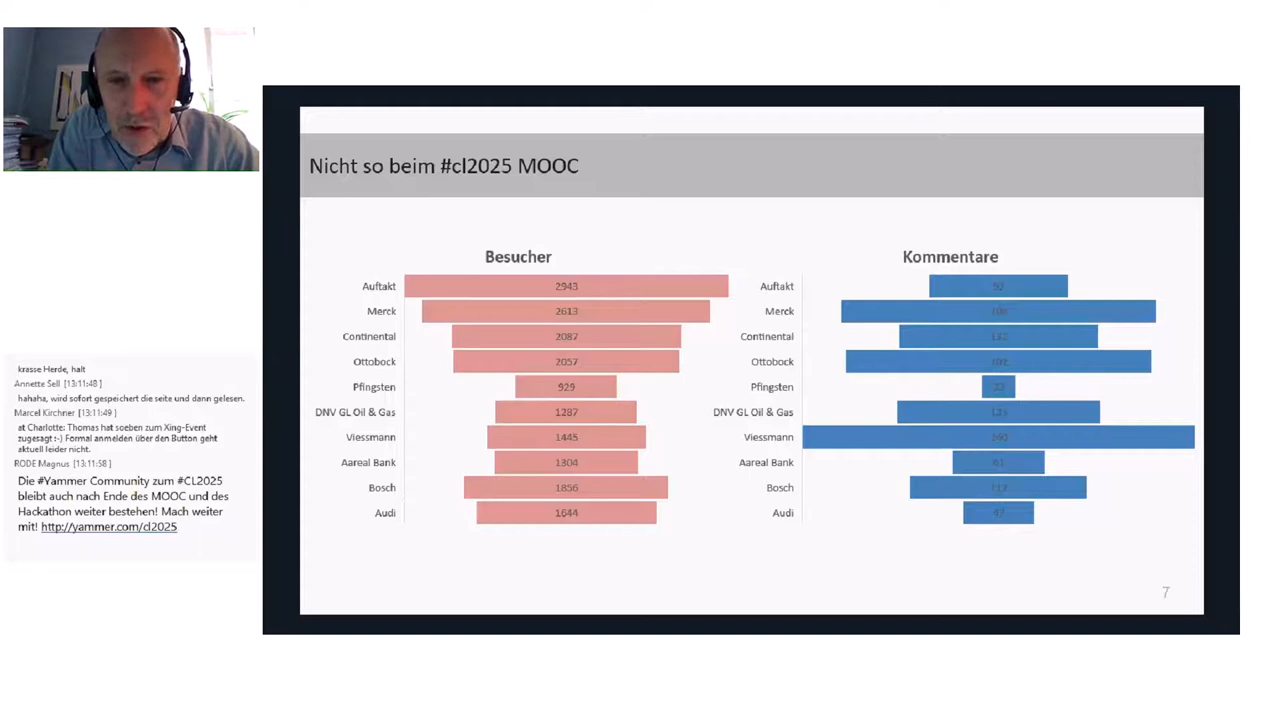 Nicht so beim #cl2025 MOOC
Besucher
Auftakt 2943
Merck 2613
Continental 2087
Ottobock 2057
Pfingsten 929
DNV GL Oil & Gas 1287
Viessmann 1445
Aareal Bank 1304
Bosch 1856
Audi 1644
Kommentare
Auftakt
Merck
Continental
Ottobock
Pfingsten
DNV GL Oil & Gas
Viessmann
Aareal Bank
Bosch
Audi
7
krasse Herde, halt
Annette Sell [13:11:48]
hahaha, wird sofort gespeichert die seite und dann gelesen.
Marcel Kirchner [13:11:49]
at Charlotte: Thomas hat soeben zum Xing-Event
zugesagt :-) Formal anmelden über den Button geht
aktuell leider nicht.
RODE Magnus [13:11:58]
Die #Yammer Community zum #CL2025
bleibt auch nach Ende des MOOC und des
Hackathon weiter bestehen! Mach weiter
mit! http://yammer.com/cl2025